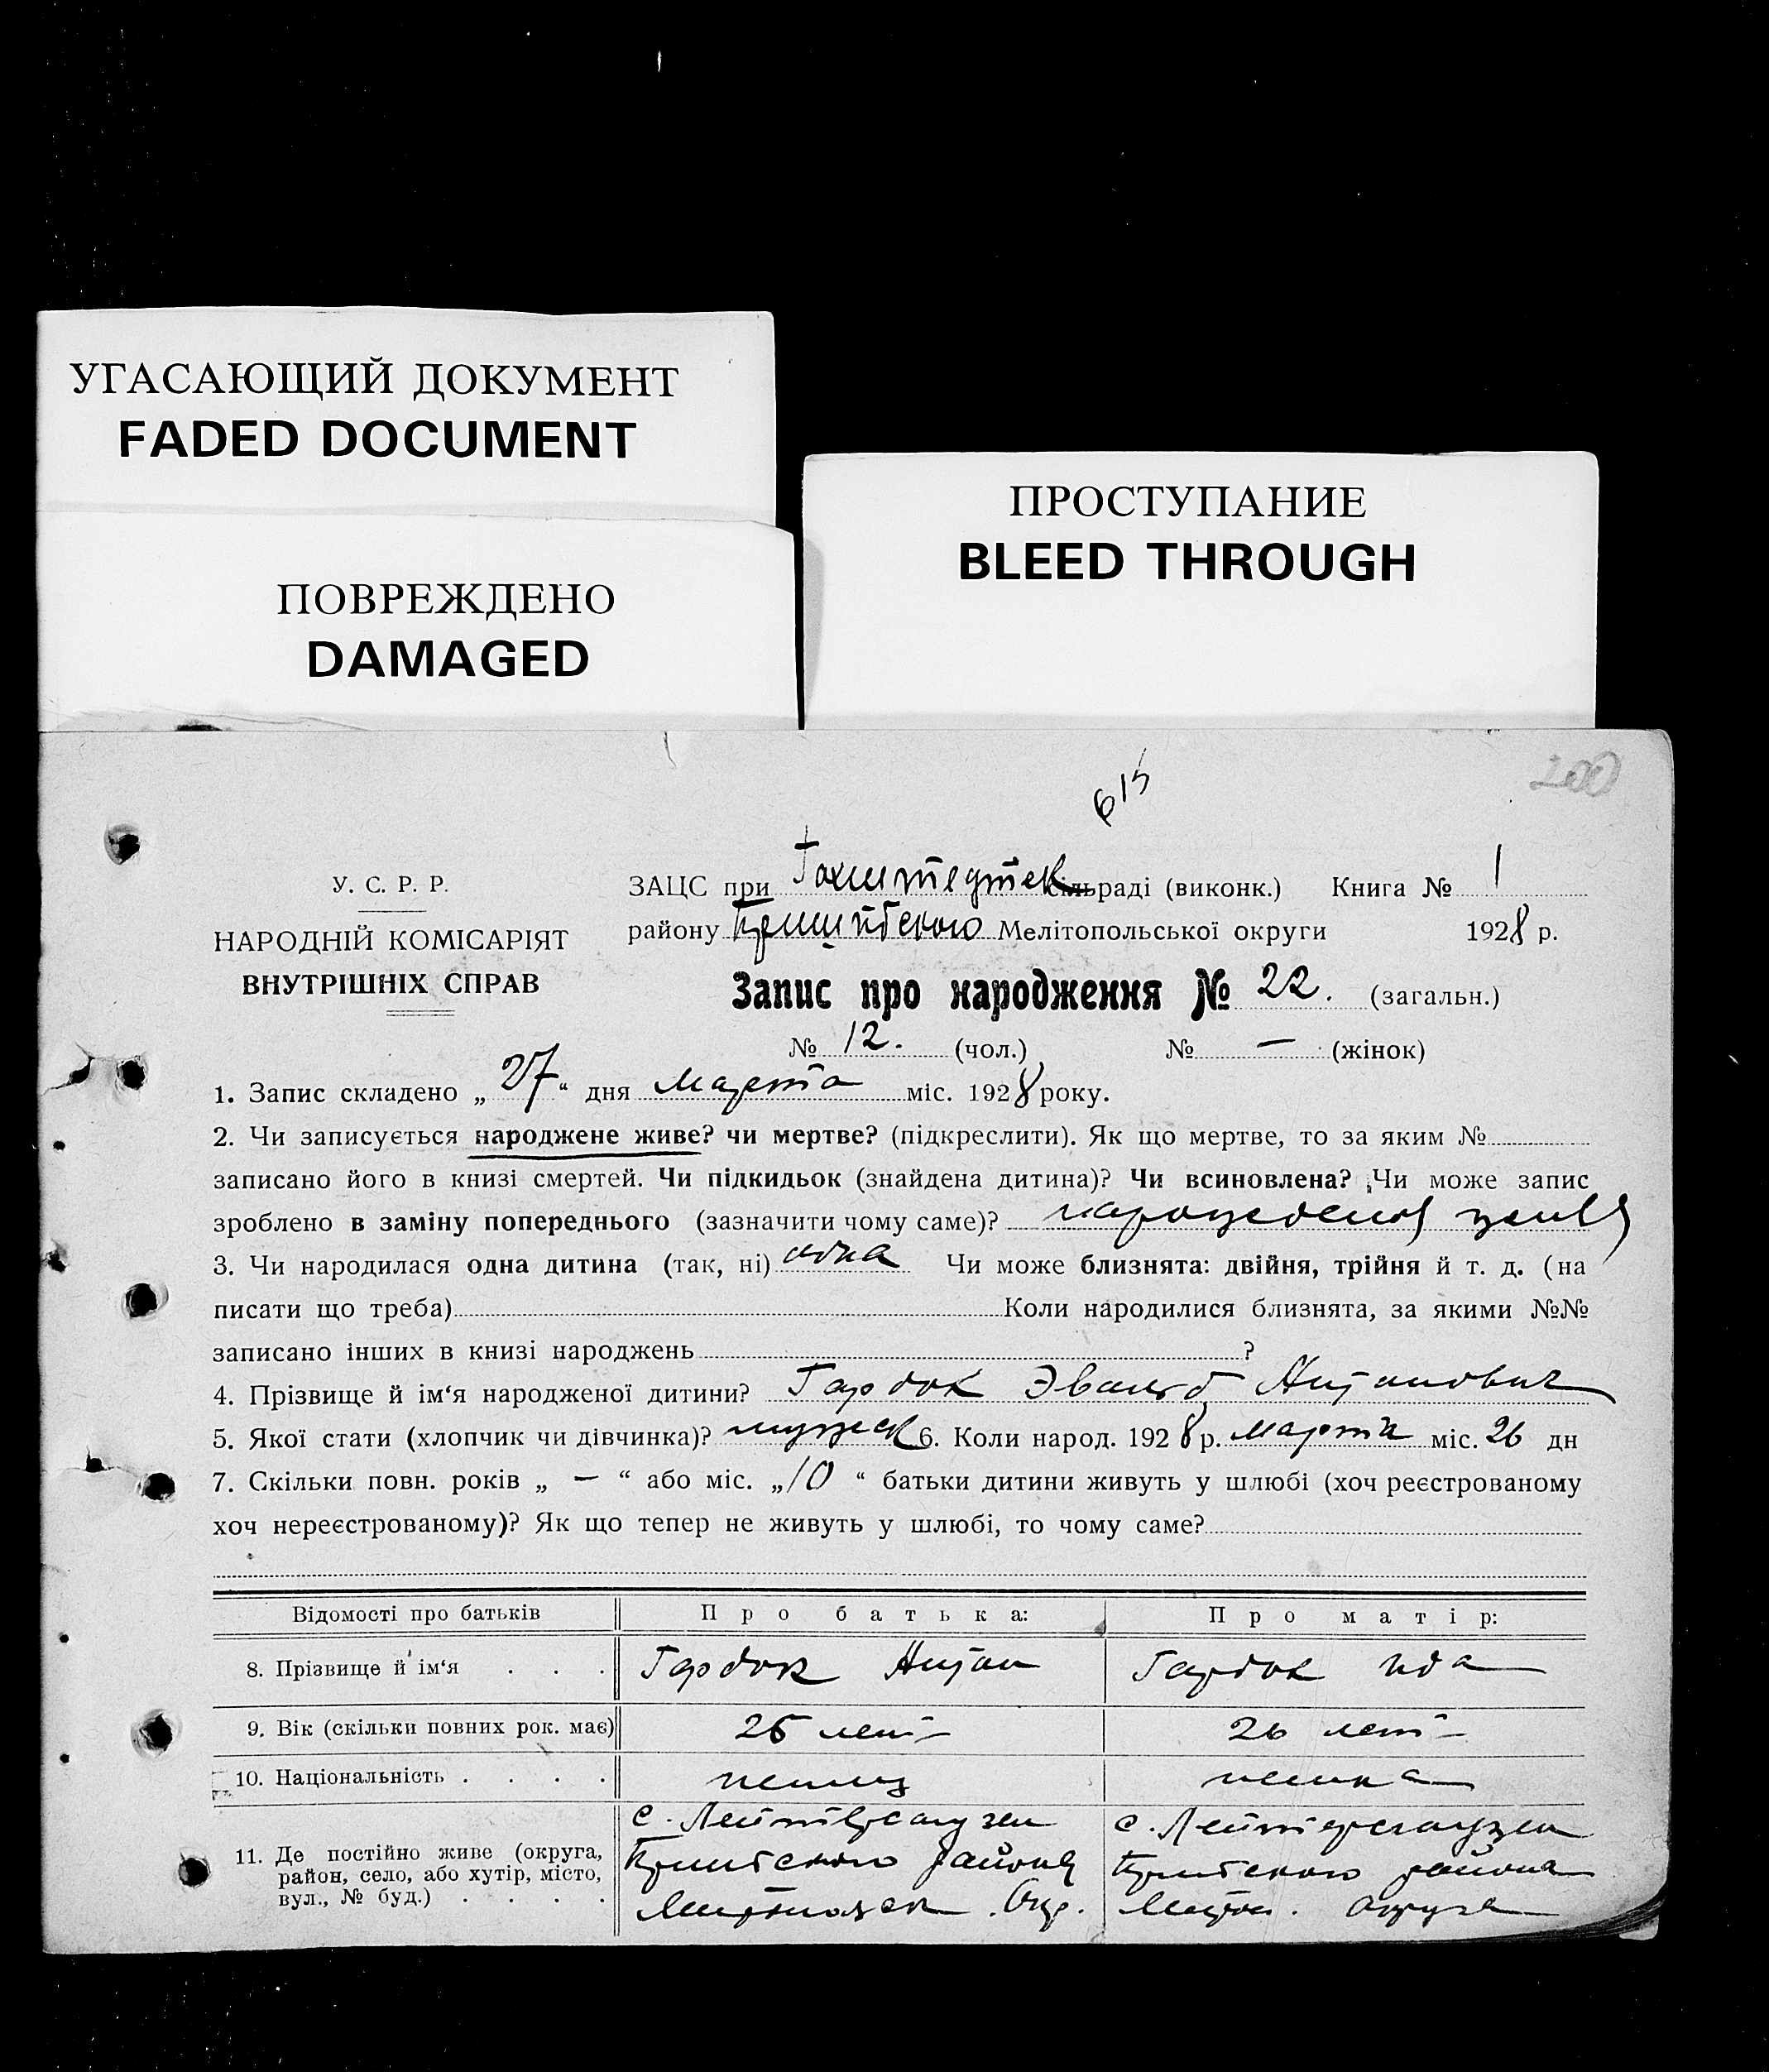 УГАСАЮЩИЙ ДОКУМЕНТ
FADED DOCUMENT
ПОВРЕЖДЕНО
DAMAGED
ПРОСТУПАНИЕ
BLEED THROUGH
200
615
У. С. Р. Р.
НАРОДНІЙ КОМІСАРІЯТ
ВНУТРІШНІХ СПРАВ
ЗАЦС при Гохштедтск сільраді (виконк.) Книга № 1
району Мелітопольської округи 1928 р.
Запис про народження № 22. (загальн.)
№ 12. (чол.) № — (жінок)
1. Запис складено „ 27 “ дня Марта міс. 1928 року.
2. Чи записується народжене живе? чи мертве? (підкреслити). Як що мертве, то за яким №
записано його в книзі смертей. Чи підкидьок (знайдена дитина)? Чи всиновлена? Чи може запис
зроблено в заміну попереднього (зазначити чому саме)?
3. Чи народилася одна дитина (так, ні) одна Чи може близнята: двійня, трійня й т. д. (на
писати що треба) Коли народилися близнята, за якими №№
записано інших в книзі народжень ?
4. Прізвище й ім‘я народженої дитини? Гардок Эвальд Антонович
5. Якої стати (хлопчик чи дівчинка)? мужск 6. Коли народ. 1928 р. Марта міс. 26 дн
7. Скільки повн. років „ — “ або міс. „ 10 “ батьки дитини живуть у шлюбі (хоч реєстрованому
хоч нереєстрованому)? Як що тепер не живуть у шлюбі, то чому саме?
Відомості про батьків Про батька: Про матір:
8. Прізвище й ім‘я . . . Гардок Антон Гардок Ида
9. Вік (скільки повних рок. має) 25 лет 26 лет
10. Національність . . . . немец немка
11. Де постійно живе (округа,
район, село, або хутір, місто,
вул., № буд.) . . . .
с. Лейтерсгаузен
района
Окр.
с. Лейтерсгаузен
района
округа